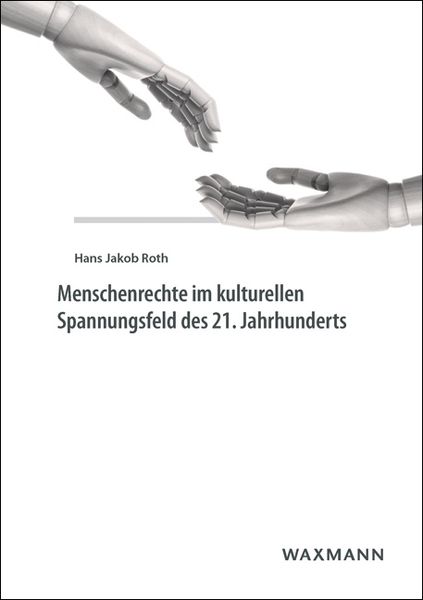 Hans Jakob Roth
Menschenrechte im kulturellen
Spannungsfeld des 21. Jahrhunderts
WAXMANN